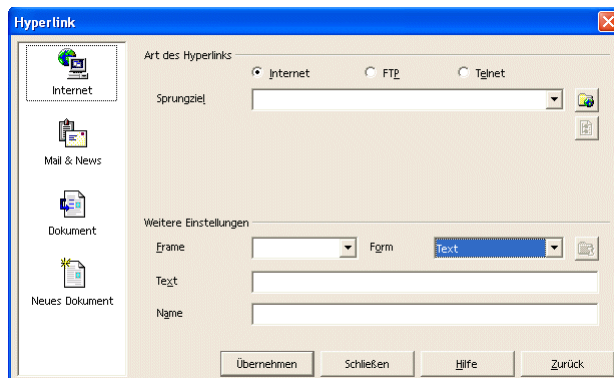 Hyperlink
Internet
Mail & News
Dokument
Neues Dokument
Art des Hyperlinks
Internet FTP Telnet
Sprungziel
Weitere Einstellungen
Frame Form Text
Text
Name
Übernehmen Schließen Hilfe Zurück